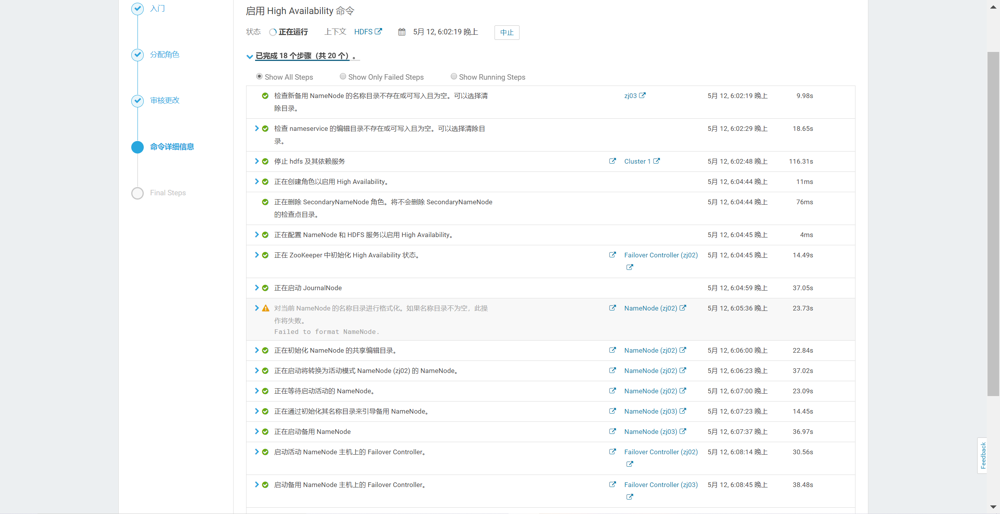 入门
分配角色
审核更改
命令详细信息
Final Steps
启用 High Availability 命令
状态 正在运行 上下文 HDFS 5月 12, 6:02:19 晚上 中止
已完成 18 个步骤（共 20 个）。
Show All Steps Show Only Failed Steps Show Running Steps
检查新备用 NameNode 的名称目录不存在或可写入且为空。可以选择清 zj03 5月 12, 6:02:19 晚上 9.98s
除目录。
检查 nameservice 的编辑目录不存在或可写入且为空。可以选择清除目 5月 12, 6:02:29 晚上 18.65s
录。
停止 hdfs 及其依赖服务 Cluster 1 5月 12, 6:02:48 晚上 116.31s
正在创建角色以启用 High Availability。 5月 12, 6:04:44 晚上 11ms
正在删除 SecondaryNameNode 角色。将不会删除 SecondaryNameNode 5月 12, 6:04:44 晚上 76ms
的检查点目录。
正在配置 NameNode 和 HDFS 服务以启用 High Availability。 5月 12, 6:04:45 晚上 4ms
正在 ZooKeeper 中初始化 High Availability 状态。 Failover Controller (zj02) 5月 12, 6:04:45 晚上 14.49s
正在启动 JournalNode 5月 12, 6:04:59 晚上 37.05s
对当前 NameNode 的名称目录进行格式化。如果名称目录不为空，此操 NameNode (zj02) 5月 12, 6:05:36 晚上 23.73s
作将失败。
Failed to format NameNode.
正在初始化 NameNode 的共享编辑目录。 NameNode (zj02) 5月 12, 6:06:00 晚上 22.84s
正在启动将转换为活动模式 NameNode (zj02) 的 NameNode。 NameNode (zj02) 5月 12, 6:06:23 晚上 37.02s
正在等待启动活动的 NameNode。 NameNode (zj02) 5月 12, 6:07:00 晚上 23.09s
正在通过初始化其名称目录来引导备用 NameNode。 NameNode (zj03) 5月 12, 6:07:23 晚上 14.45s
正在启动备用 NameNode NameNode (zj03) 5月 12, 6:07:37 晚上 36.97s
启动活动 NameNode 主机上的 Failover Controller。 Failover Controller (zj02) 5月 12, 6:08:14 晚上 30.56s
启动备用 NameNode 主机上的 Failover Controller。 Failover Controller (zj03) 5月 12, 6:08:45 晚上 38.48s
Feedback